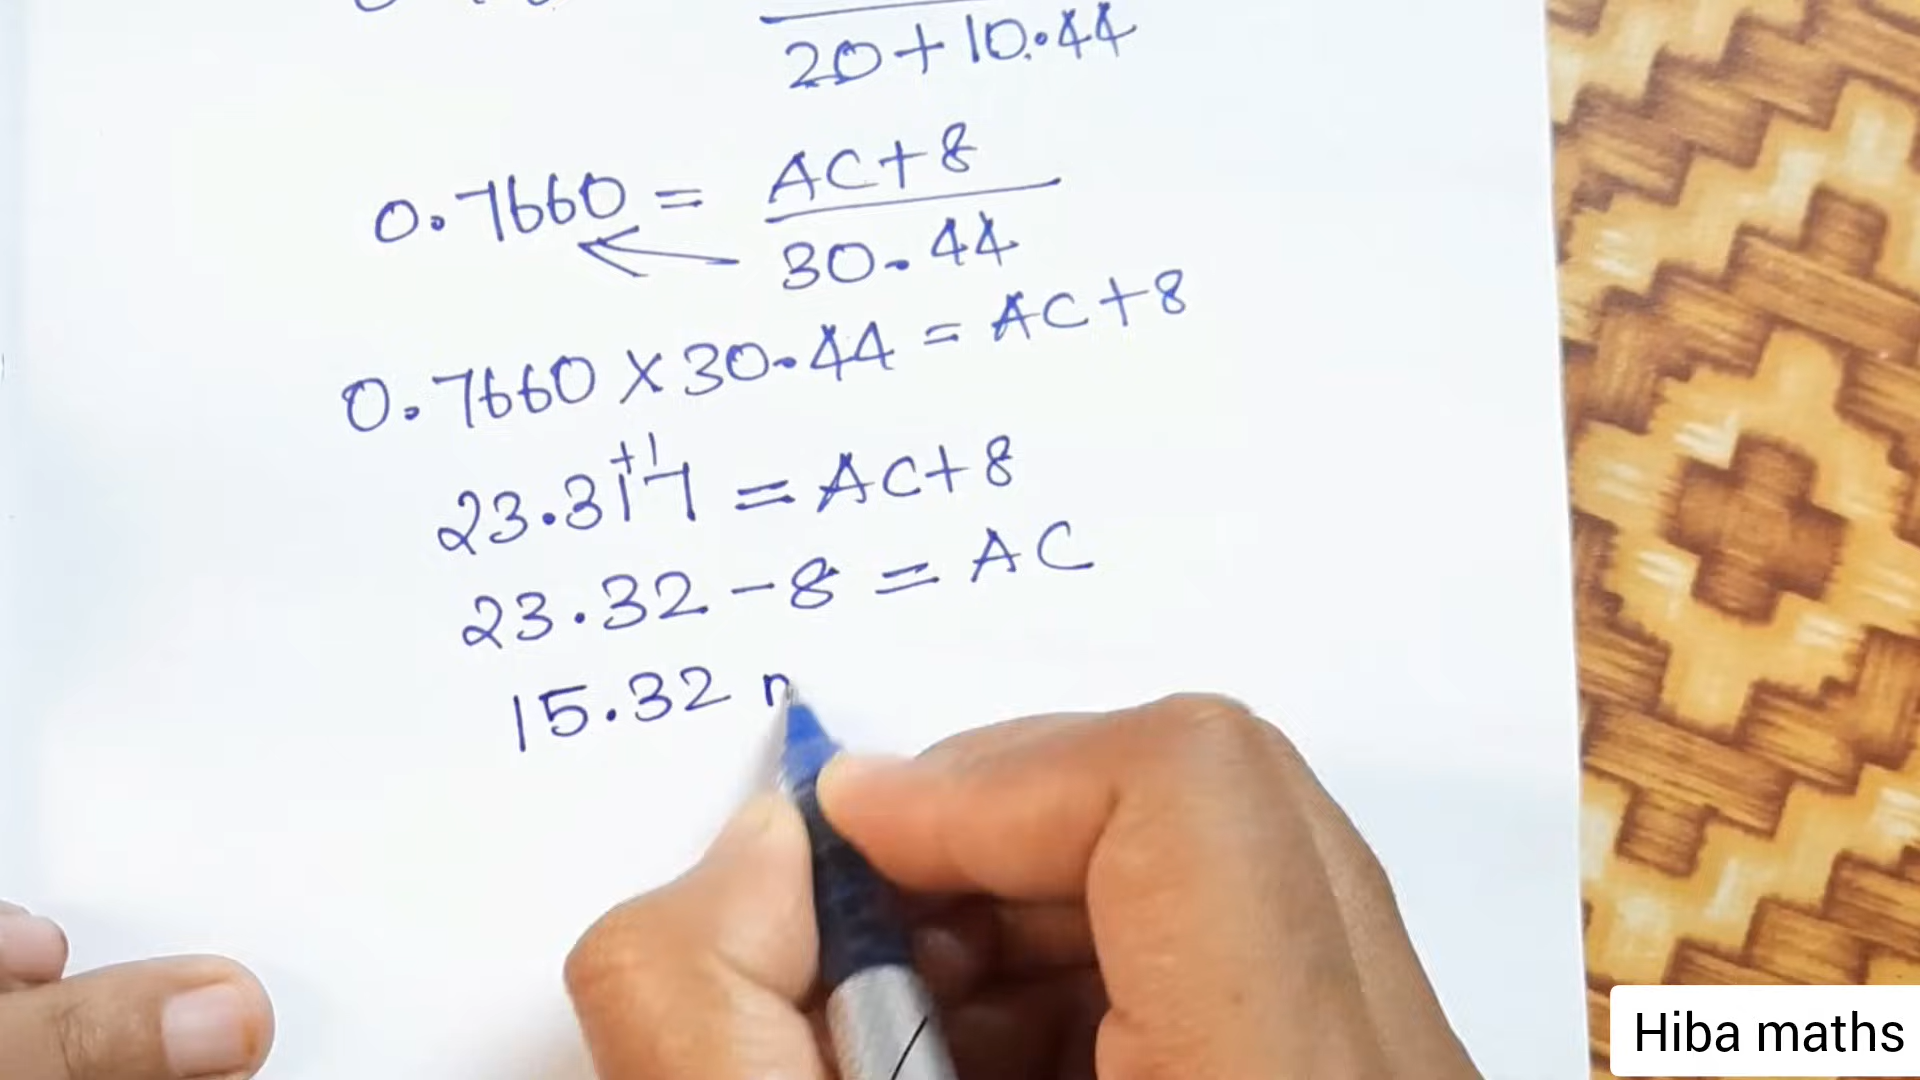 20+10.44
0.7660 = AC+8
30.44
0.7660 × 30.44 = AC+8
+1
23.317 = AC+8
23.32 - 8 = AC
15.32
Hiba maths